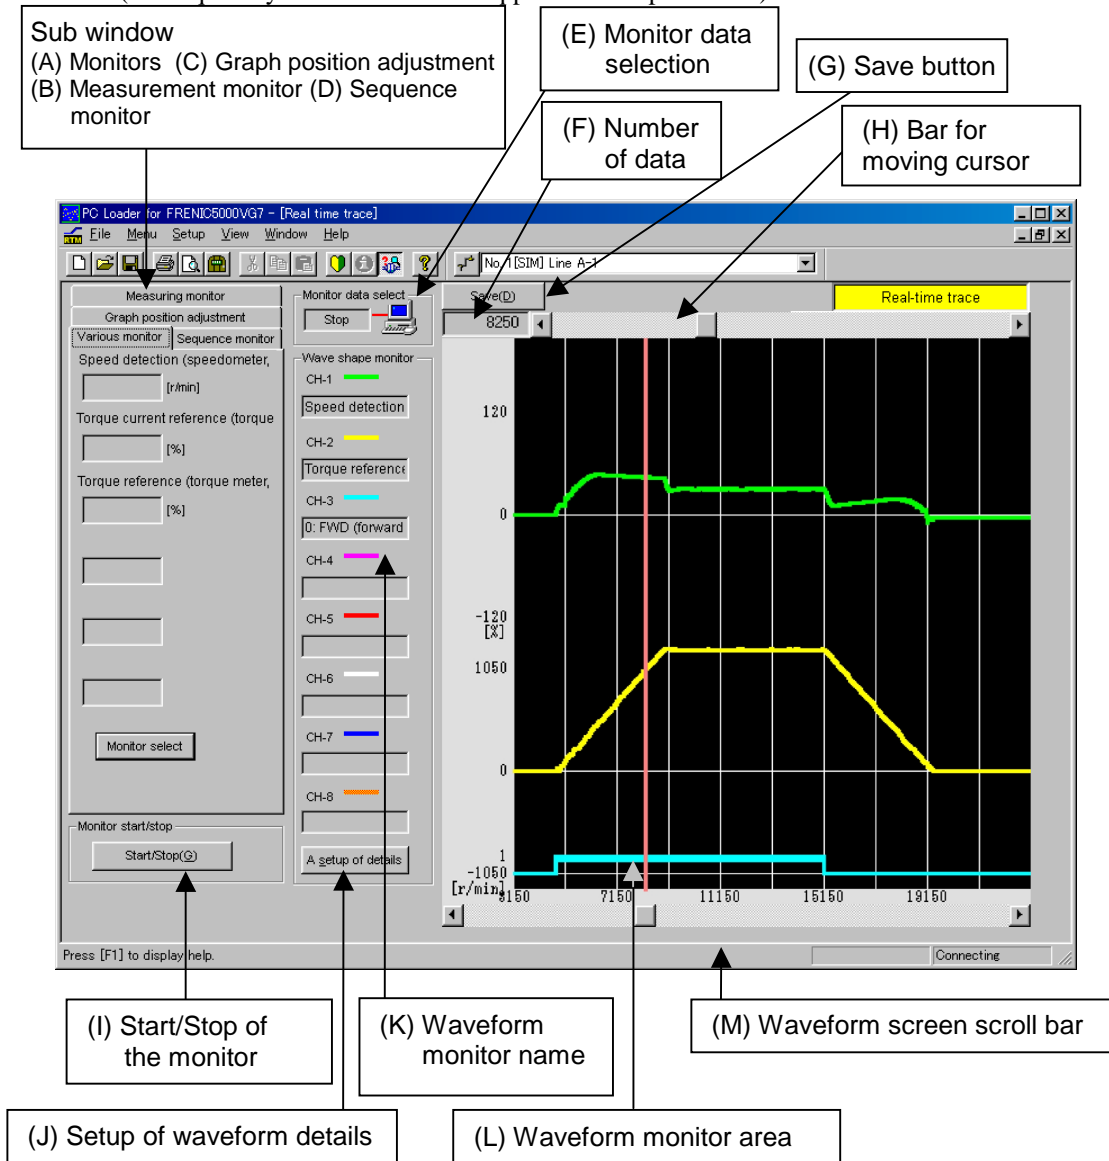 Sub window
(A) Monitors (C) Graph position adjustment
(B) Measurement monitor (D) Sequence
monitor
(E) Monitor data
selection
(G) Save button
(F) Number
of data
(H) Bar for
moving cursor
PC Loader for FRENIC5000VG7 - [Real time trace]
File Menu Setup View Window Help
No. 1 [SIM] Line A-1
Measuring monitor
Graph position adjustment
Various monitor
Sequence monitor
Speed detection (speedometer,
[r/min]
Torque current reference (torque
[%]
Torque reference (torque meter,
[%]
Monitor select
Monitor start/stop
Start/Stop(G)
Monitor data select
Stop
Wave shape monitor
CH-1
Speed detection
CH-2
Torque reference
CH-3
0: FWD (forward
CH-4
CH-5
CH-6
CH-7
CH-8
A setup of details
Save(D)
Real-time trace
8250
120
0
-120
[%]
1050
0
1
-1050
[r/min]
3150 7150 11150 15150 19150
Press [F1] to display help.
Connecting
(I) Start/Stop of
the monitor
(K) Waveform
monitor name
(M) Waveform screen scroll bar
(J) Setup of waveform details
(L) Waveform monitor area